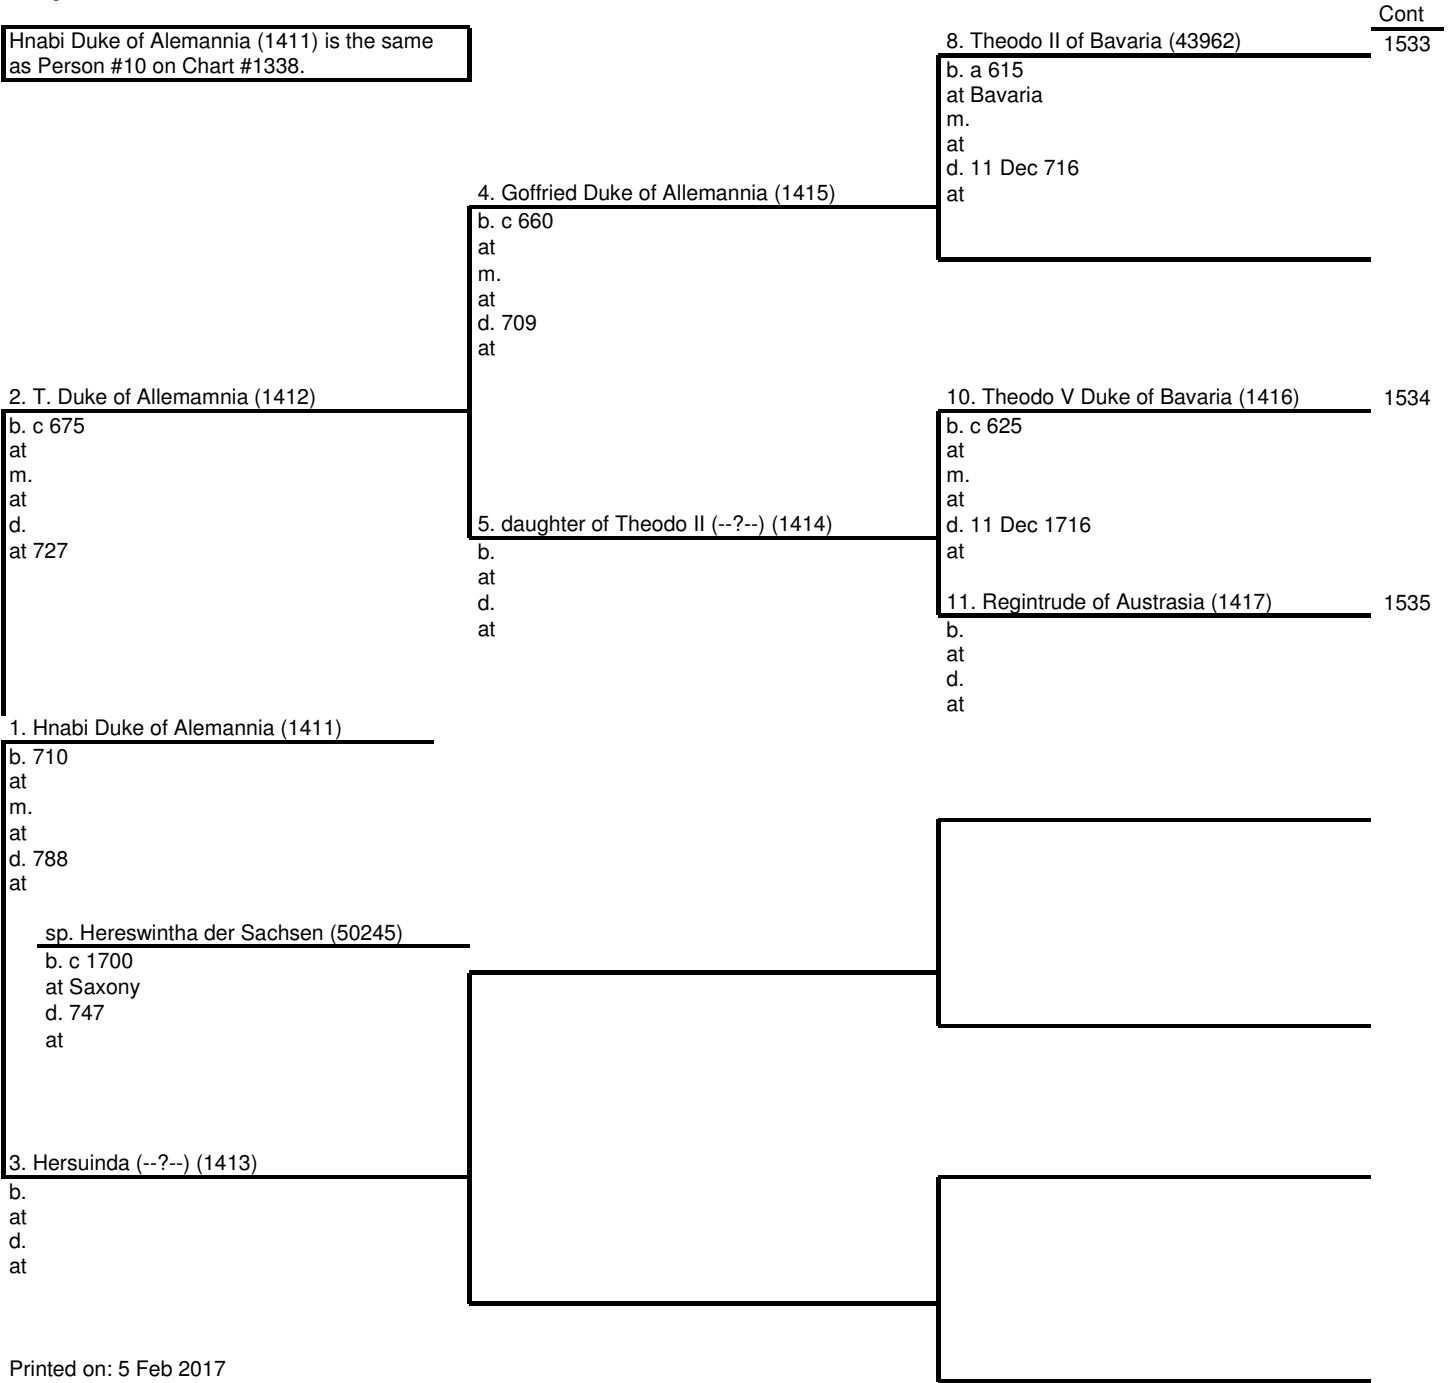 Cont
Hnabi Duke of Alemannia (1411) is the same
as Person #10 on Chart #1338.
8. Theodo II of Bavaria (43962)
1533
b. a 615
at Bavaria
m.
at
d. 11 Dec 716
at
4. Goffried Duke of Allemannia (1415)
b. c 660
at
m.
at
d. 709
at
2. T. Duke of Allemamnia (1412)
b. c 675
at
m.
at
d.
at 727
10. Theodo V Duke of Bavaria (1416)
1534
b. c 625
at
m.
at
d. 11 Dec 1716
at
5. daughter of Theodo II (--?--) (1414)
b.
at
d.
at
11. Regintrude of Austrasia (1417)
1535
b.
at
d.
at
1. Hnabi Duke of Alemannia (1411)
b. 710
at
m.
at
d. 788
at
sp. Hereswintha der Sachsen (50245)
b. c 1700
at Saxony
d. 747
at
3. Hersuinda (--?--) (1413)
b.
at
d.
at
Printed on: 5 Feb 2017